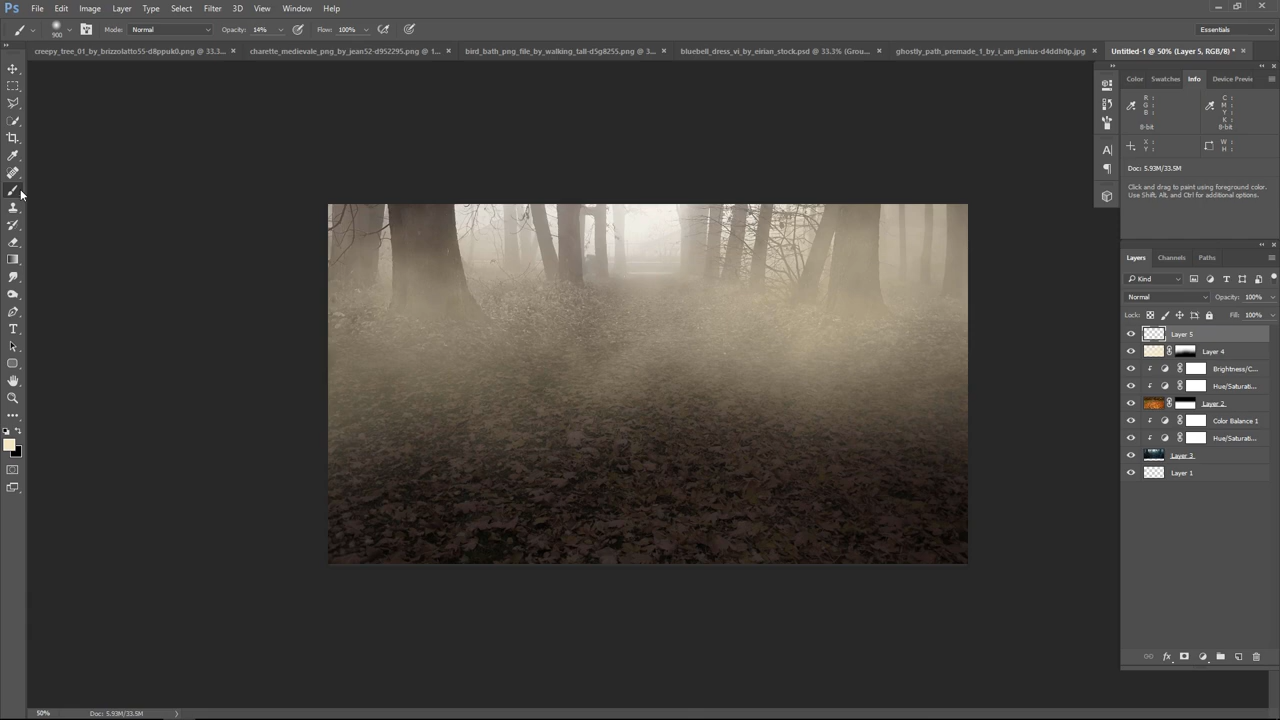 Ps File Edit Image Layer Type Select Filter 3D View Window Help
900 Mode: Normal Opacity: 14% Flow: 100% Essentials
creepy_tree_01_by_brizzolatto55-d8ppuk0.png @ 33.3... × charette_medievale_png_by_jean52-d952295.png @ 1... × bird_bath_png_file_by_walking_tall-d5g8255.png @ 3... × bluebell_dress_vi_by_eirian_stock.psd @ 33.3% (Grou... × ghostly_path_premade_1_by_i_am_jenius-d4ddh0p.jpg × Untitled-1 @ 50% (Layer 5, RGB/8) * ×
Color Swatches Info Device Previe
R : C :
G : M :
B : Y :
K :
8-bit 8-bit
X : W :
Y : H :
Doc: 5.93M/33.5M
Click and drag to paint using foreground color.
Use Shift, Alt, and Ctrl for additional options.
Layers Channels Paths
Kind
Normal Opacity: 100%
Lock: Fill: 100%
Layer 5
Layer 4
Brightness/C...
Hue/Saturati...
Layer 2
Color Balance 1
Hue/Saturati...
Layer 3
Layer 1
fx
50% Doc: 5.93M/33.5M